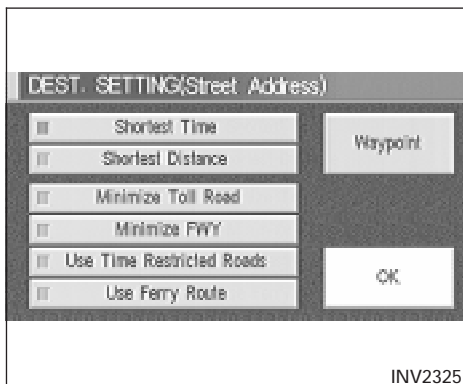 DEST. SETTING(Street Address)
Shortest Time
Shortest Distance
Waypoint
Minimize Toll Road
Minimize FWY
Use Time Restricted Roads
Use Ferry Route
OK
INV2325